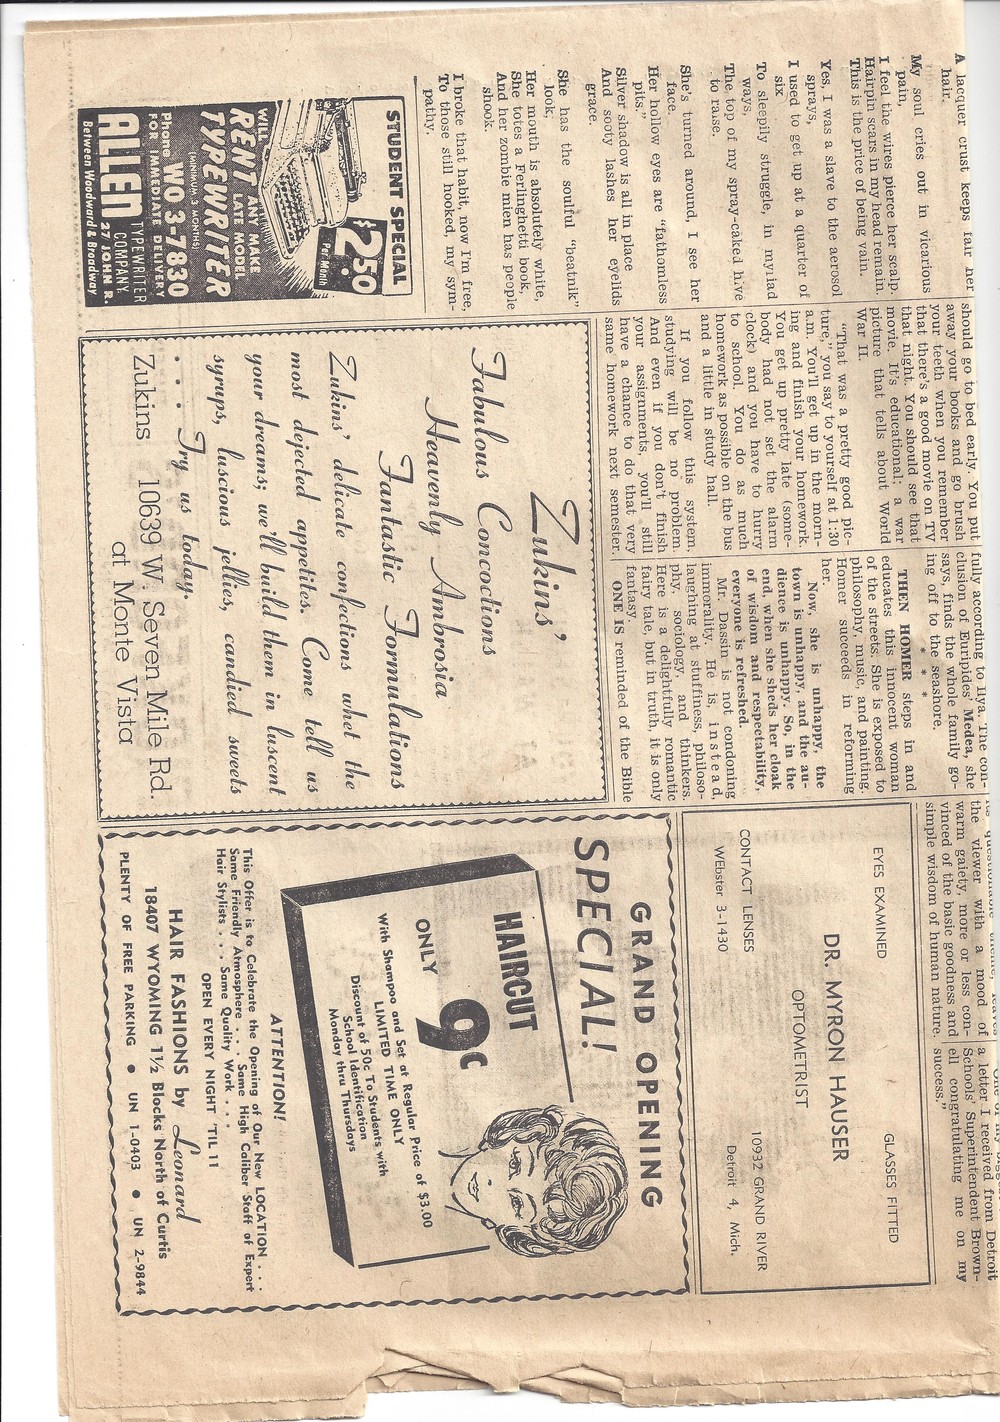 A lacquer crust keeps fair her
hair.
My soul cries out in vicarious
pain,
I feel the wires pierce her scalp.
Hairpin scars in my head remain.
This is the price of being vain.
Yes, I was a slave to the aerosol
sprays,
I used to get up at a quarter of
six
To sleepily struggle, in myriad
ways,
The top of my spray-caked hive
to raise.
She's turned around, I see her
face.
Her hollow eyes are "fathomless
pits."
Silver shadow is all in place
And sooty lashes her eyelids
grace.
She has the soulful "beatnik"
look;
Her mouth is absolutely white,
She totes a Ferlinghetti book,
And her zombie mien has people
shook.
I broke that habit, now I'm free,
To those still hooked, my sym-
pathy.
STUDENT SPECIAL
$2.50
Per Month
WILL
RENT ANY MAKE
LATE MODEL
TYPEWRITER
(MINIMUM 3 MONTHS)
Phone WO 3-7830
FOR IMMEDIATE DELIVERY
ALLEN TYPEWRITER
COMPANY
27 JOHN R.
Between Woodward & Broadway
should go to bed early. You put
away your books and go brush
your teeth when you remember
that there's a good movie on TV
that night. You should see that
movie. It's educational; a war
picture that tells about World
War II.
"That was a pretty good pic-
ture," you say to yourself at 1:30
a.m. You'll get up in the morn-
ing and finish your homework.
You get up pretty late (some-
body had not set the alarm
clock) and you have to hurry
to school. You do as much
homework as possible on the bus
and a little in study hall.
If you follow this system,
studying will be no problem.
And even if you don't finish
your assignments, you'll still
have a chance to do that very
same homework next semester.
fully according to Ilya. The con-
clusion of Euripides' Medea, she
says, finds the whole family go-
ing off to the seashore.
* * *
THEN HOMER steps in and
educates this innocent woman
of the streets. She is exposed to
philosophy, music, and painting.
Homer succeeds in reforming
her.
Now, she is unhappy, the
town is unhappy, and the au-
dience is unhappy. So, in the
end, when she sheds her cloak
of wisdom and respectability,
everyone is refreshed.
Mr. Dassin is not condoning
immorality. He is, instead,
laughing at stuffiness, philoso-
phy, sociology, and thinkers.
Here is a delightfully romantic
fairy tale, but in truth, it is only
fantasy.
ONE IS reminded of the Bible
Zukins'
Fabulous Concoctions
Heavenly Ambrosia
Fantastic Formulations
Zukins' delicate confections whet the
most dejected appetites. Come tell us
your dreams; we'll build them in luscent
syrups, luscious jellies, candied sweets
. . . Try us today.
Zukins 10639 W. Seven Mile Rd.
at Monte Vista
the viewer with a mood of
warm gaiety, more or less con-
vinced of the basic goodness and
simple wisdom of human nature.
a letter I received from Detroit
Schools' Superintendent Brown-
ell congratulating me on my
success."
EYES EXAMINED GLASSES FITTED
DR. MYRON HAUSER
OPTOMETRIST
CONTACT LENSES 10932 GRAND RIVER
WEbster 3-1430 Detroit 4, Mich.
GRAND OPENING
SPECIAL!
HAIRCUT
ONLY 9c
With Shampoo and Set at Regular Price of $3.00
LIMITED TIME ONLY
Discount of 50c To Students with
School Identification
Monday thru Thursdays
ATTENTION!
This Offer is to Celebrate the Opening of Our New LOCATION . . .
Same Friendly Atmosphere . . . Same High Caliber Staff of Expert
Hair Stylists . . . Same Quality Work . . .
OPEN EVERY NIGHT 'TIL 11
HAIR FASHIONS by Leonard
18407 WYOMING 1½ Blocks North of Curtis
PLENTY OF FREE PARKING • UN 1-0403 • UN 2-9844